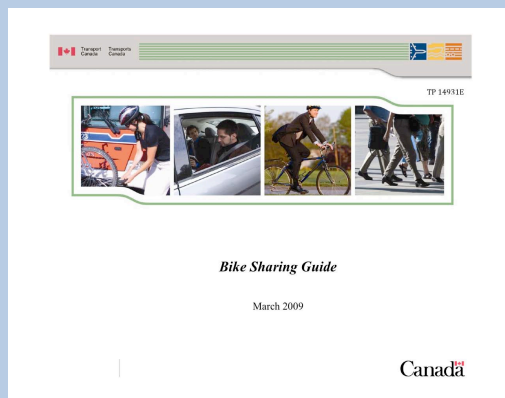 Transport Transports
Canada Canada
TP 14931E
Bike Sharing Guide
March 2009
Canada